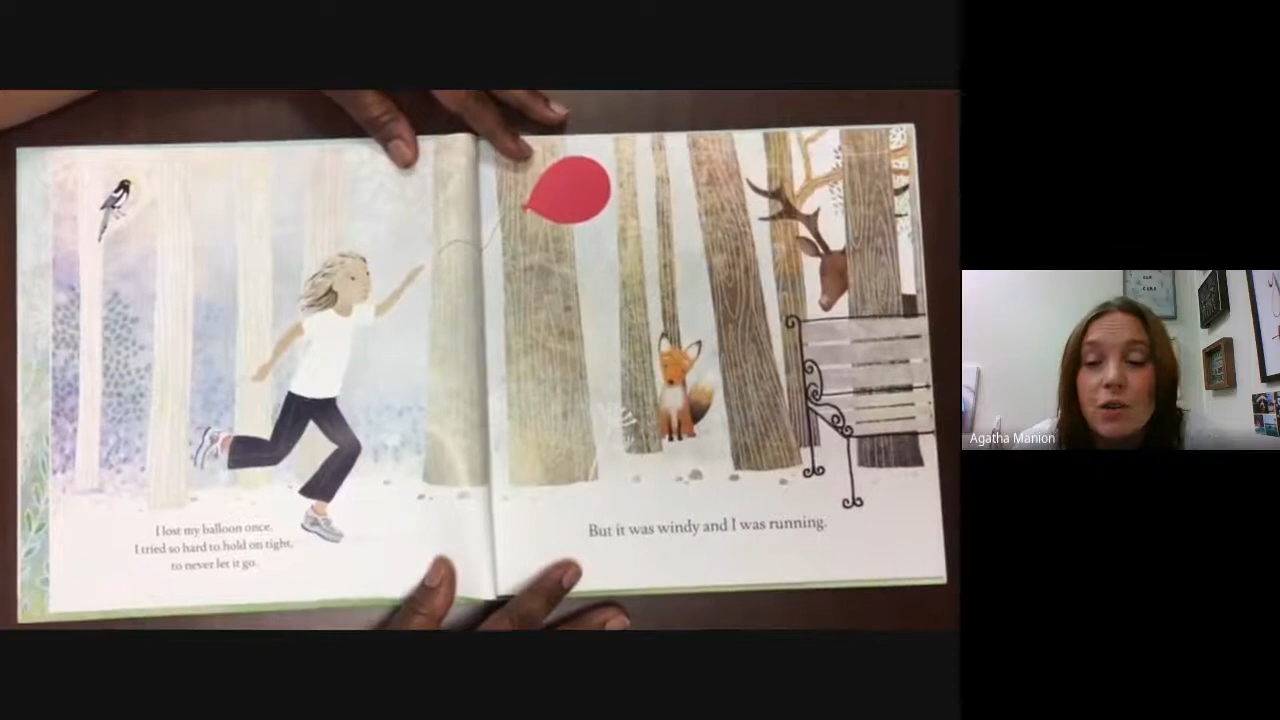 I lost my balloon once.
I tried so hard to hold on tight,
to never let it go.
But it was windy and I was running.
Agatha Manion